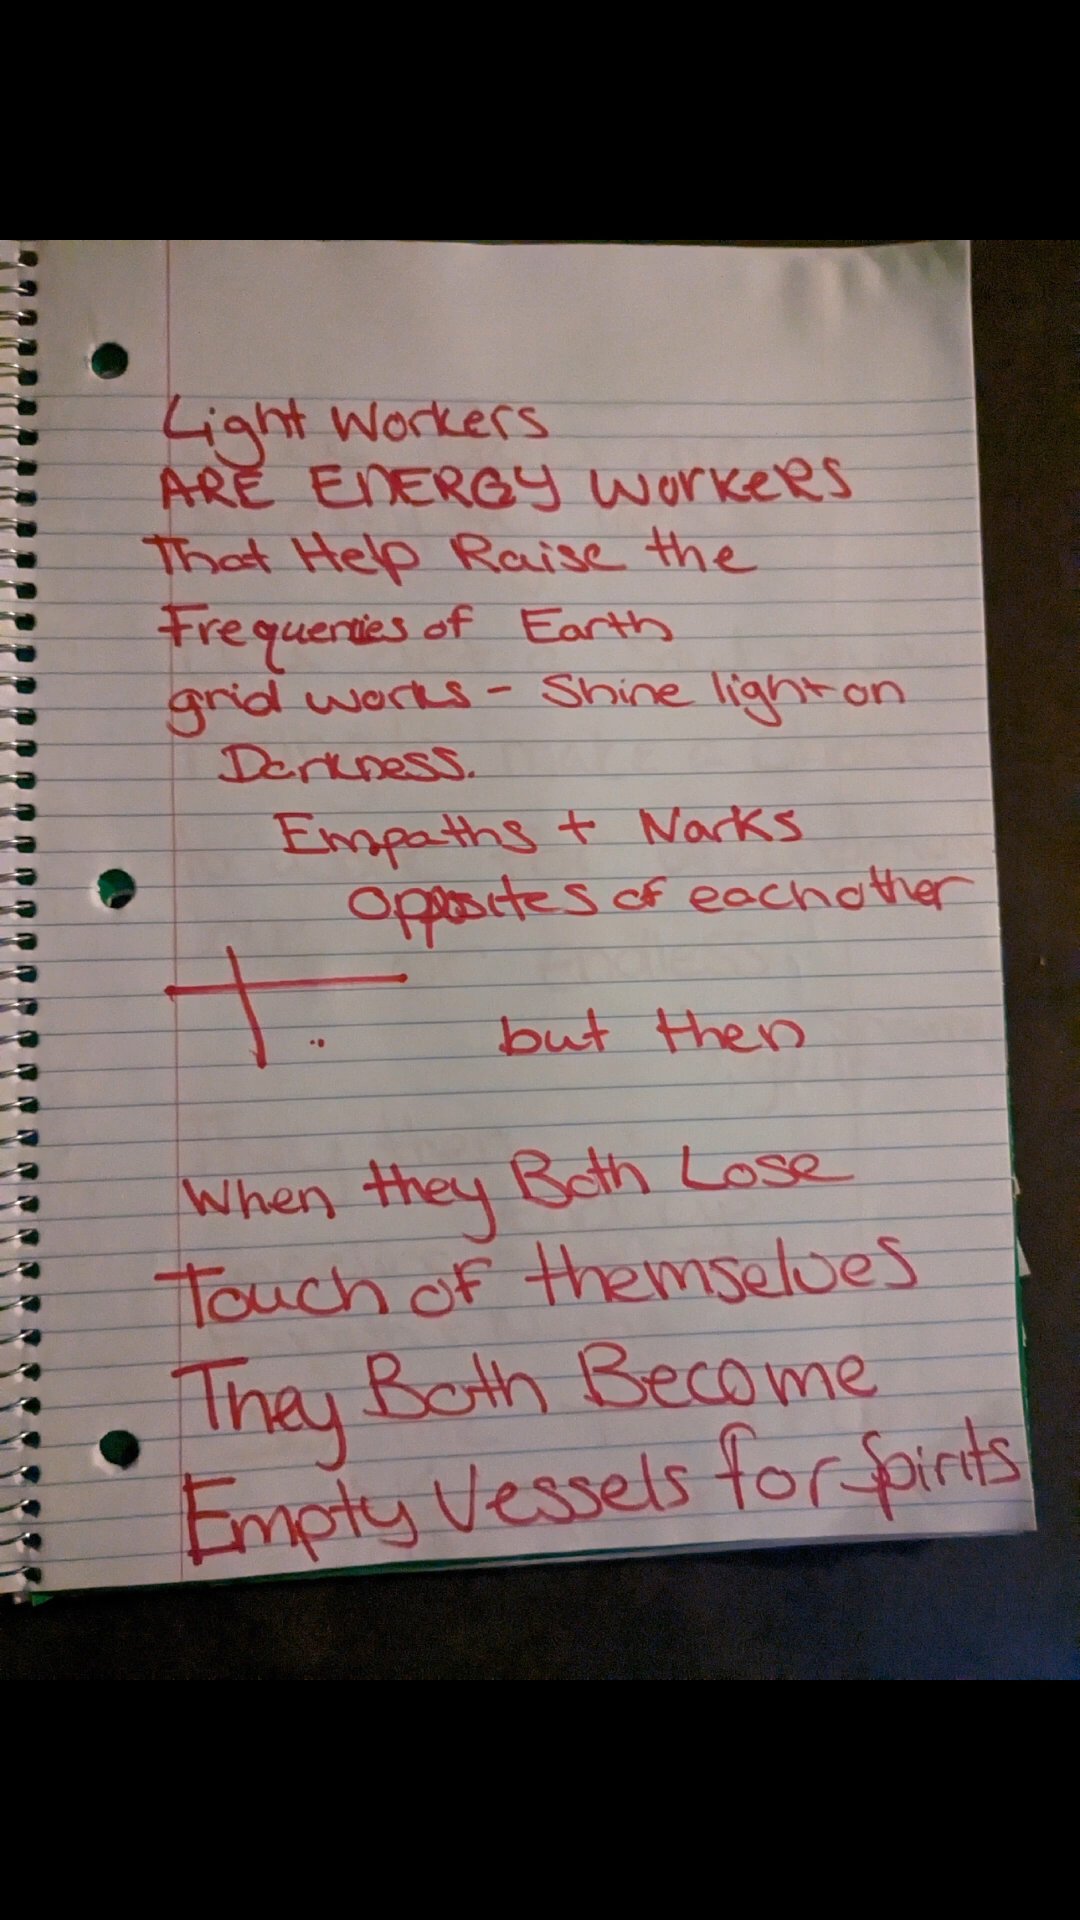 Light Workers
ARE ENERGY WORKERS
That Help Raise the
Frequencies of Earth
grid works - Shine light on
Darkness.
Empaths + Narks
opposites of each other
but then
When they Both Lose
Touch of themselves
They Both Become
Empty Vessels for Spirits